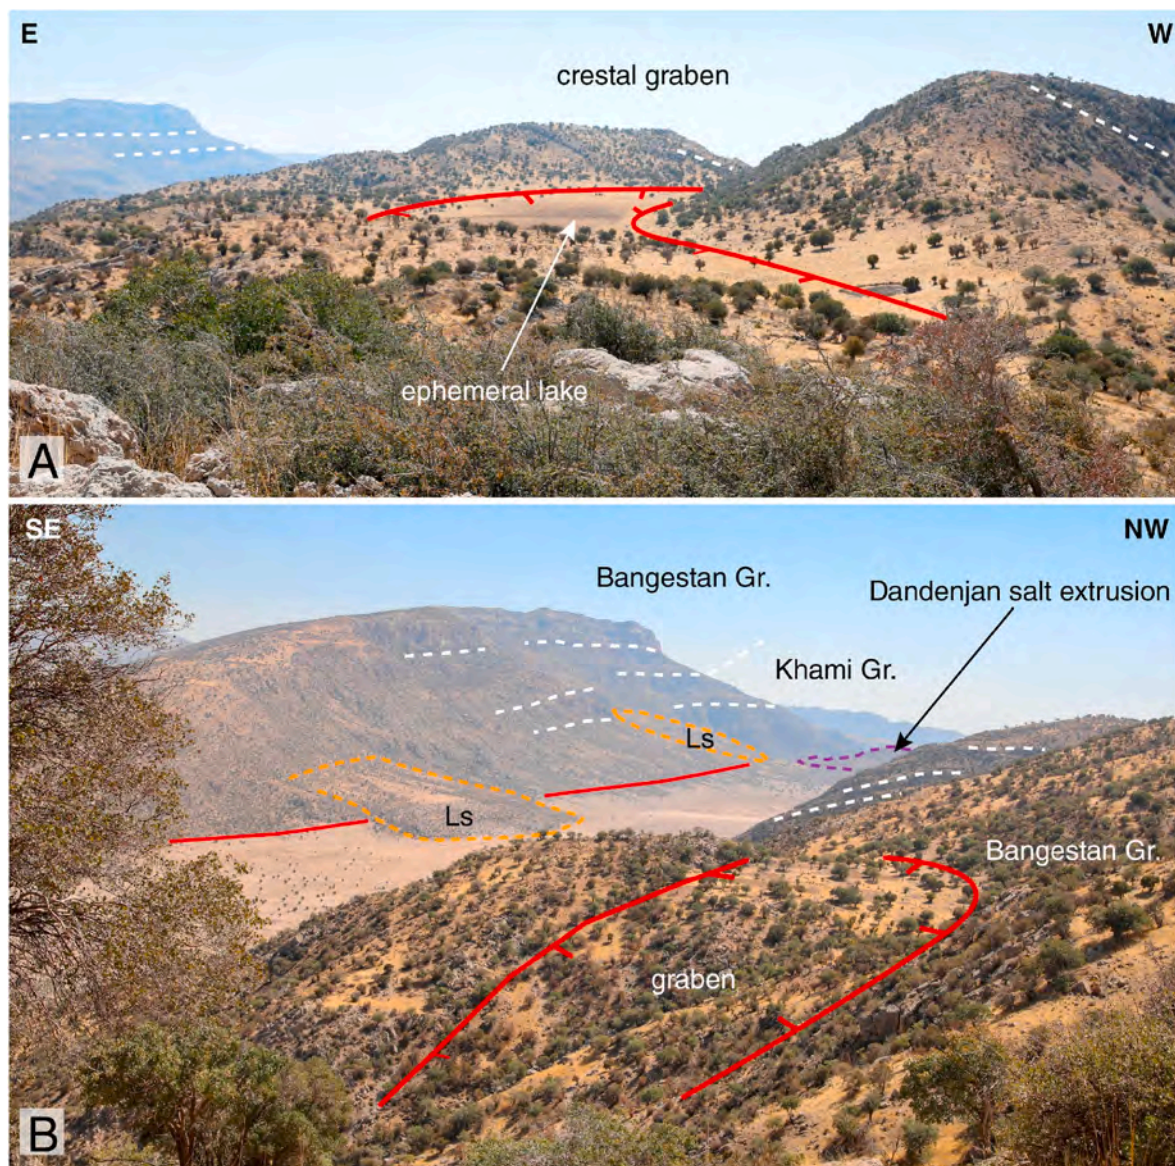 E
W
crestal graben
ephemeral lake
A
SE
NW
Bangestan Gr.
Dandenjan salt extrusion
Khami Gr.
Ls
Ls
Bangestan Gr.
graben
B